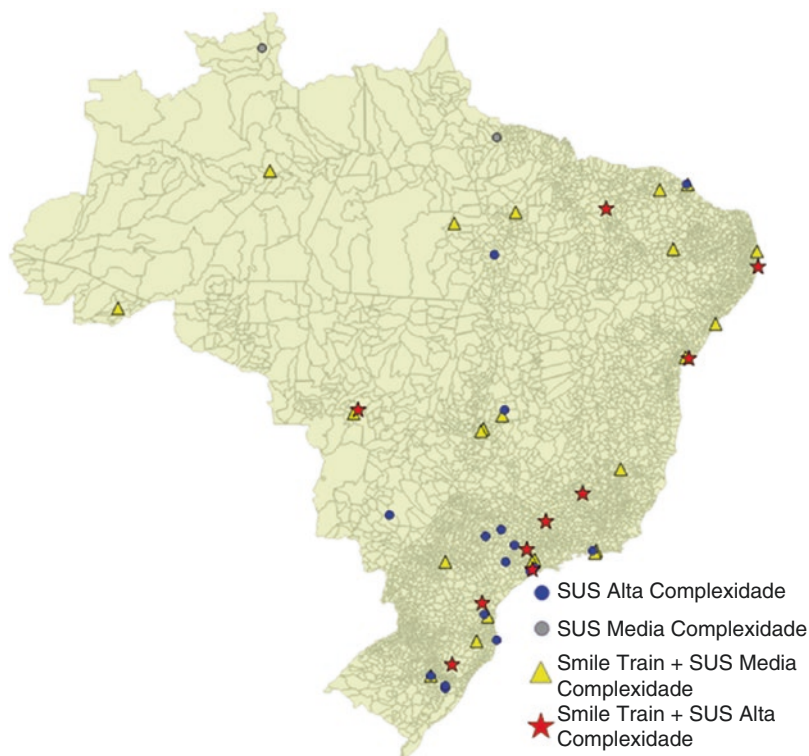 SUS Alta Complexidade
SUS Media Complexidade
Smile Train + SUS Media
Complexidade
Smile Train + SUS Alta
Complexidade